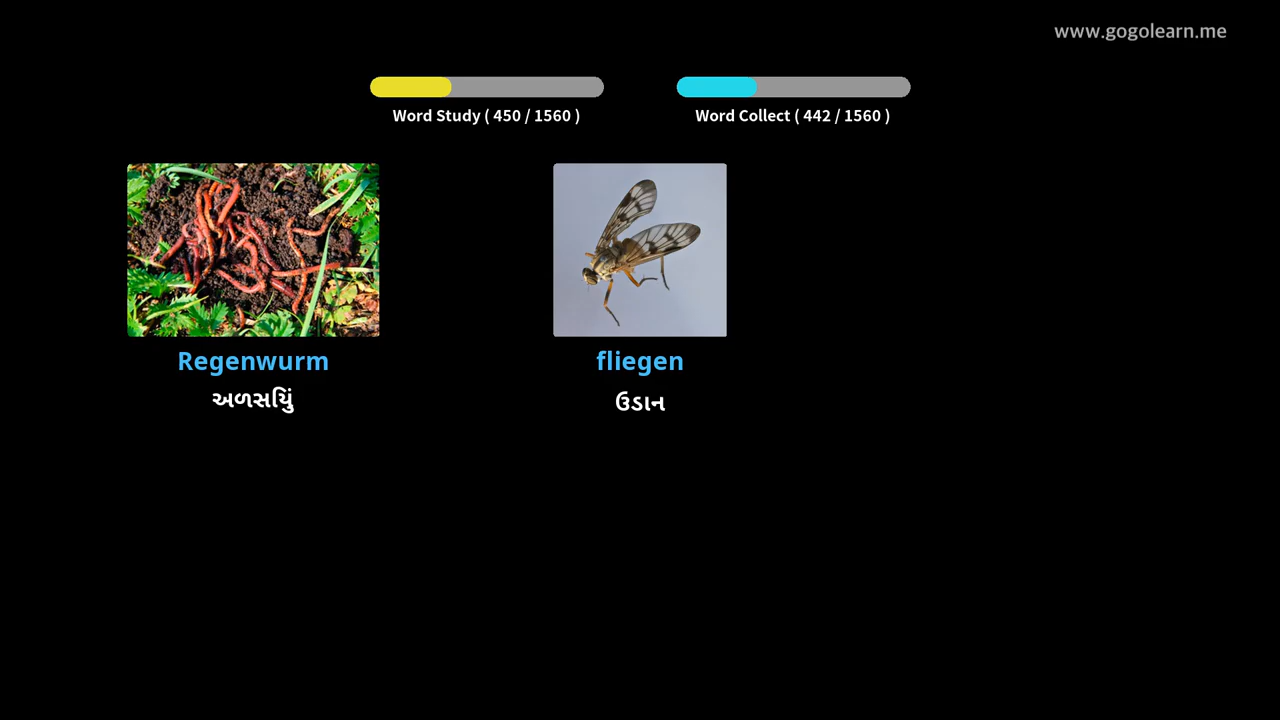 www.gogolearn.me
Word Study ( 450 / 1560 )
Word Collect ( 442 / 1560 )
Regenwurm
fliegen
અળસિયું
ઉડાન